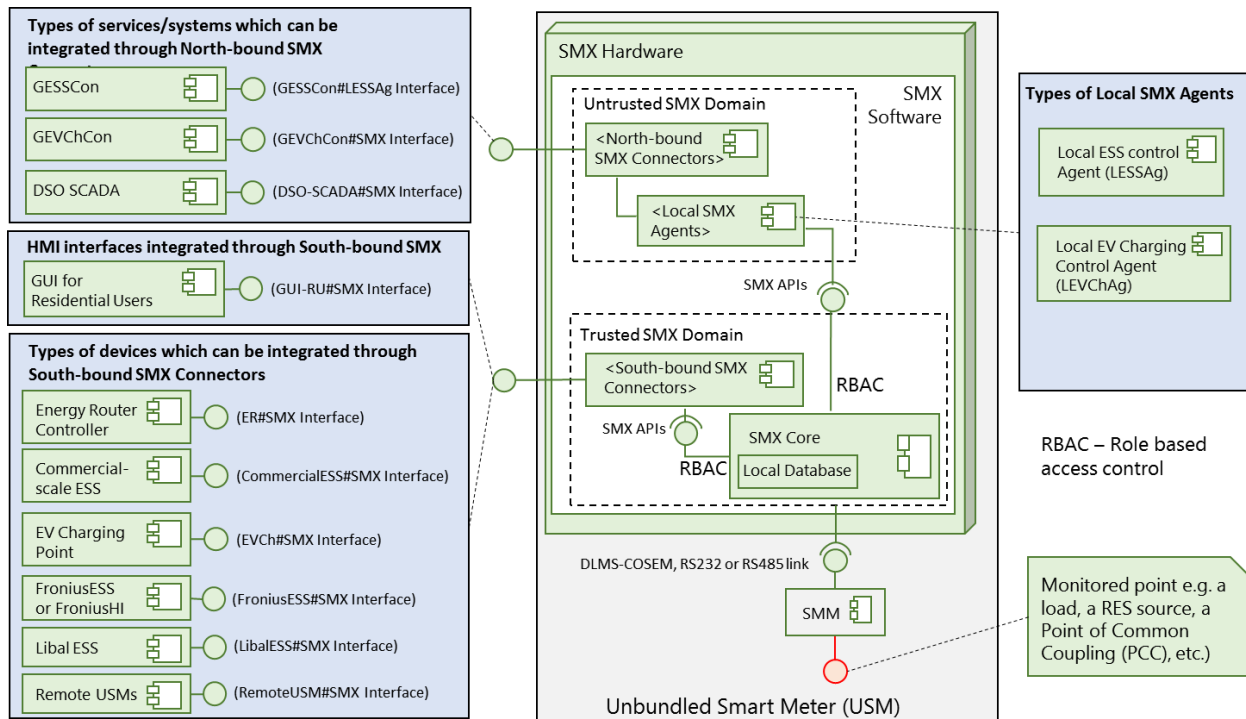 Types of services/systems which can be
integrated through North-bound SMX
GESSCon
(GESSCon#LESSAg Interface)
GEVChCon
(GEVChCon#SMX Interface)
DSO SCADA
(DSO-SCADA#SMX Interface)
HMI interfaces integrated through South-bound SMX
GUI for
Residential Users
(GUI-RU#SMX Interface)
Types of devices which can be integrated through
South-bound SMX Connectors
Energy Router
Controller
(ER#SMX Interface)
Commercial-
scale ESS
(CommercialESS#SMX Interface)
EV Charging
Point
(EVCh#SMX Interface)
FroniusESS
or FroniusHI
(FroniusESS#SMX Interface)
Libal ESS
(LibalESS#SMX Interface)
Remote USMs
(RemoteUSM#SMX Interface)
SMX Hardware
SMX
Software
Untrusted SMX Domain
<North-bound
SMX Connectors>
<Local SMX
Agents>
SMX APIs
Trusted SMX Domain
<South-bound SMX
Connectors>
RBAC
SMX APIs
RBAC
SMX Core
Local Database
DLMS-COSEM, RS232 or RS485 link
SMM
Unbundled Smart Meter (USM)
Types of Local SMX Agents
Local ESS control
Agent (LESSAg)
Local EV Charging
Control Agent
(LEVChAg)
RBAC – Role based
access control
Monitored point e.g. a
load, a RES source, a
Point of Common
Coupling (PCC), etc.)